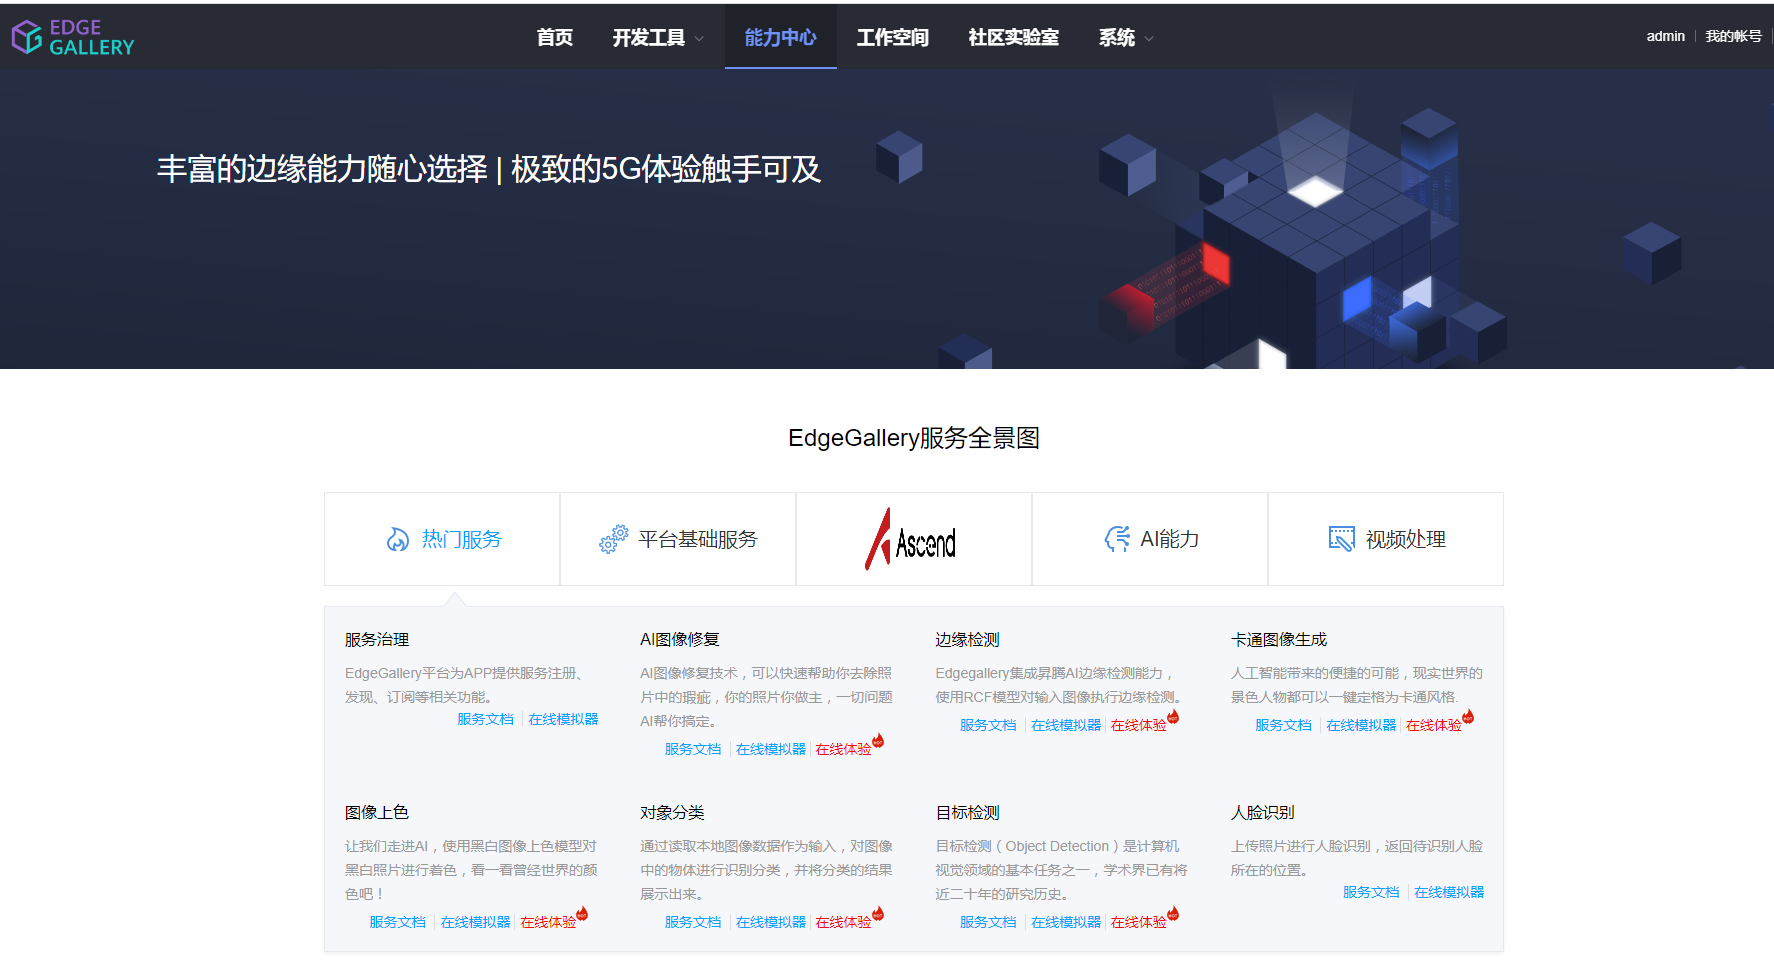 EDGE
GALLERY
首页 开发工具 能力中心 工作空间 社区实验室 系统 admin 我的帐号
丰富的边缘能力随心选择 | 极致的5G体验触手可及
EdgeGallery服务全景图
热门服务 平台基础服务 Ascend AI能力 视频处理
服务治理
EdgeGallery平台为APP提供服务注册、
发现、订阅等相关功能。
服务文档 在线模拟器
AI图像修复
AI图像修复技术，可以快速帮助你去除照
片中的瑕疵，你的照片你做主，一切问题
AI帮你搞定。
服务文档 在线模拟器 在线体验
边缘检测
Edgegallery集成昇腾AI边缘检测能力，
使用RCF模型对输入图像执行边缘检测。
服务文档 在线模拟器 在线体验
卡通图像生成
人工智能带来的便捷的可能，现实世界的
景色人物都可以一键定格为卡通风格.
服务文档 在线模拟器 在线体验
图像上色
让我们走进AI，使用黑白图像上色模型对
黑白照片进行着色，看一看曾经世界的颜
色吧！
服务文档 在线模拟器 在线体验
对象分类
通过读取本地图像数据作为输入，对图像
中的物体进行识别分类，并将分类的结果
展示出来。
服务文档 在线模拟器 在线体验
目标检测
目标检测（Object Detection）是计算机
视觉领域的基本任务之一，学术界已有将
近二十年的研究历史。
服务文档 在线模拟器 在线体验
人脸识别
上传照片进行人脸识别，返回待识别人脸
所在的位置。
服务文档 在线模拟器